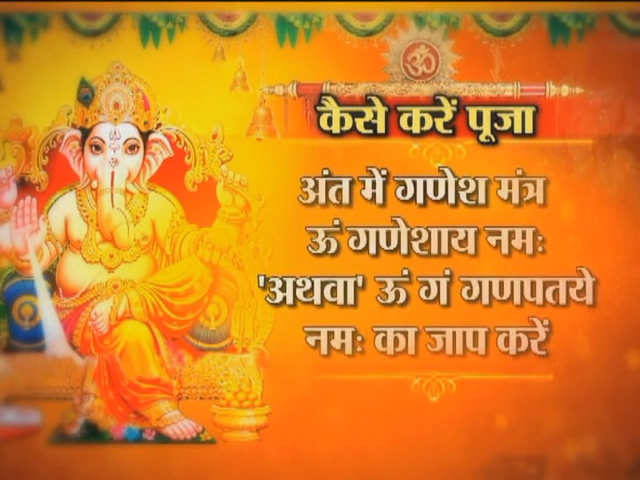 ॐ
कैसे करें पूजा
अंत में गणेश मंत्र
ऊं गणेशाय नमः
'अथवा' ऊं गं गणपतये
नमः का जाप करें